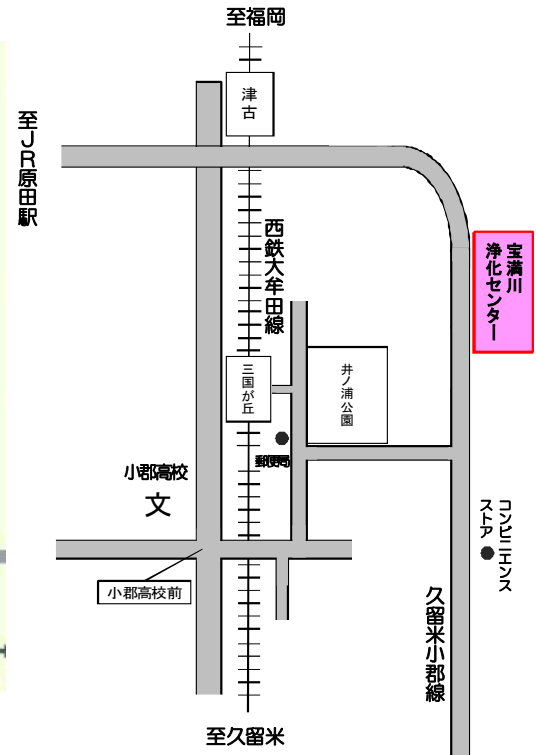 至福岡
津古
至JR原田駅
西鉄大牟田線
宝満川
浄化センター
三国が丘
井ノ浦公園
郵便局
小郡高校
文
コンビニエンス
ストア
小郡高校前
久留米小郡線
至久留米